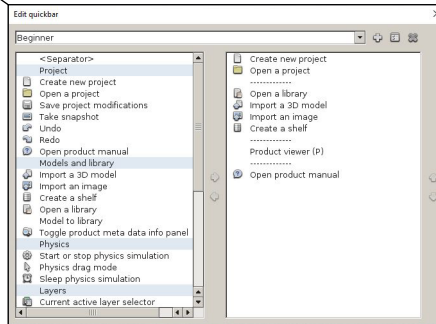 Edit quickbar
Beginner
<Separator>
Project
Create new project
Open a project
Save project modifications
Take snapshot
Undo
Redo
Open product manual
Models and library
Import a 3D model
Import an image
Create a shelf
Open a library
Model to library
Toggle product meta data info panel
Physics
Start or stop physics simulation
Physics drag mode
Sleep physics simulation
Layers
Current active layer selector
Create new project
Open a project
-------------
Open a library
Import a 3D model
Import an image
Create a shelf
-------------
Product viewer (P)
-------------
Open product manual